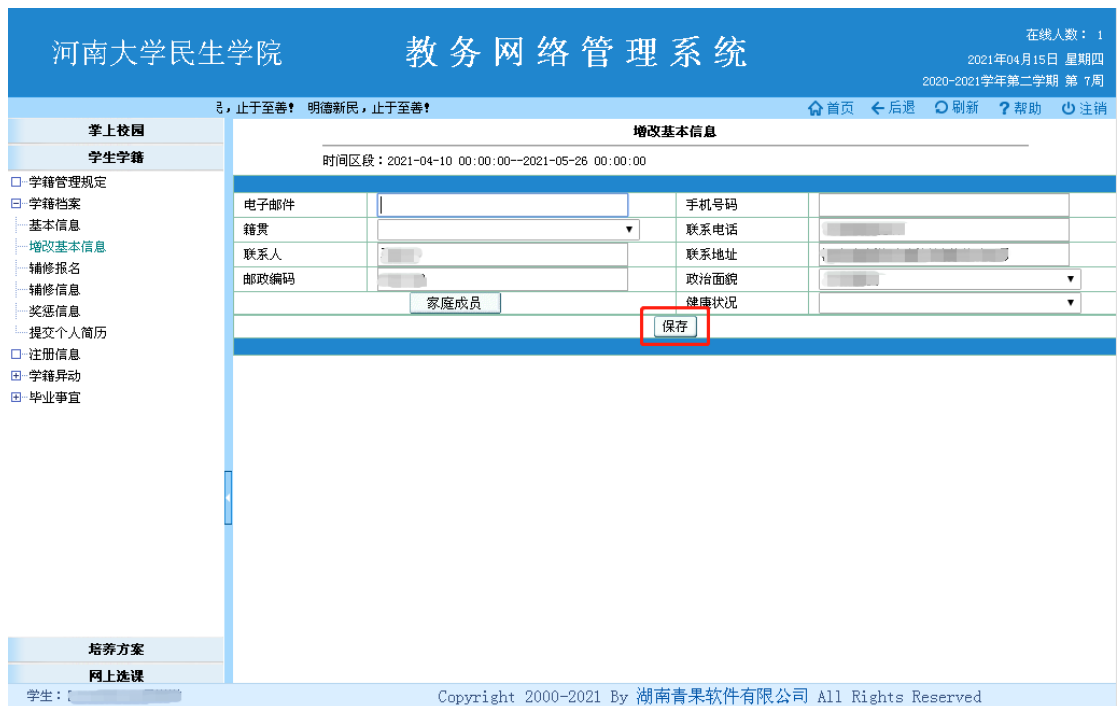 河南大学民生学院
教务网络管理系统
在线人数： 1
2021年04月15日 星期四
2020-2021学年第二学期 第 7周
，止于至善！ 明德新民，止于至善！
首页 后退 刷新 ?帮助 注销
掌上校园
学生学籍
学籍管理规定
学籍档案
基本信息
增改基本信息
辅修报名
辅修信息
奖惩信息
提交个人简历
注册信息
学籍异动
毕业事宜
培养方案
网上选课
增改基本信息
时间区段：2021-04-10 00:00:00--2021-05-26 00:00:00
电子邮件 手机号码
籍贯 联系电话
联系人 联系地址
邮政编码 政治面貌
家庭成员 健康状况
保存
学生：
Copyright 2000-2021 By 湖南青果软件有限公司 All Rights Reserved